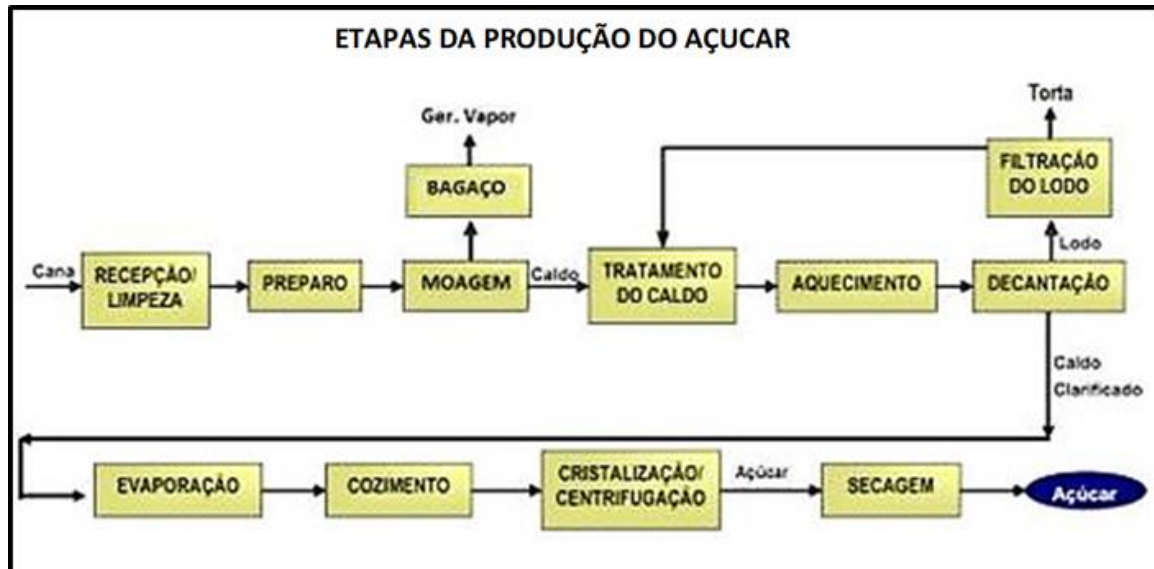 ETAPAS DA PRODUÇÃO DO AÇUCAR
Ger. Vapor
Torta
BAGAÇO
FILTRAÇÃO
DO LODO
Lodo
Cana
RECEPÇÃO/
LIMPEZA
PREPARO
MOAGEM
Caldo
TRATAMENTO
DO CALDO
AQUECIMENTO
DECANTAÇÃO
Caldo
Clarificado
EVAPORAÇÃO
COZIMENTO
CRISTALIZAÇÃO/
CENTRIFUGAÇÃO
Açúcar
SECAGEM
Açúcar